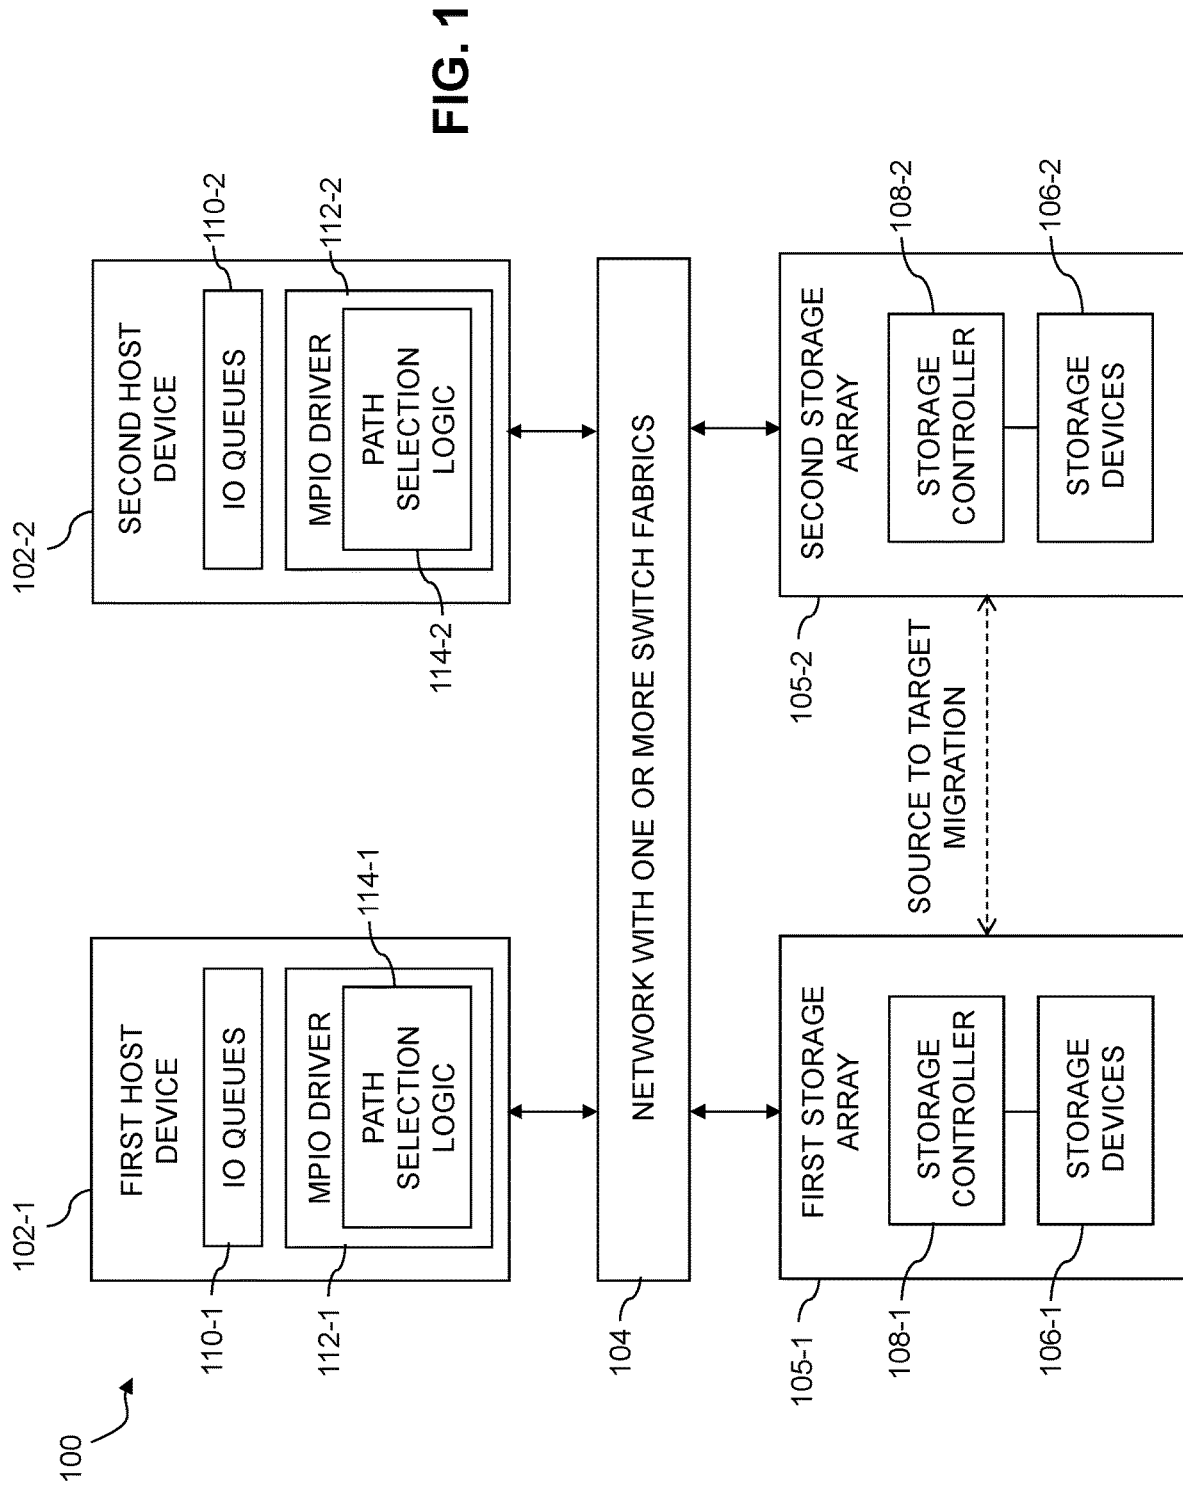 100
102-1
FIRST HOST
DEVICE
110-1
IO QUEUES
112-1
MPIO DRIVER
PATH
SELECTION
LOGIC
114-1
102-2
SECOND HOST
DEVICE
IO QUEUES
110-2
MPIO DRIVER
112-2
PATH
SELECTION
LOGIC
114-2
104
NETWORK WITH ONE OR MORE SWITCH FABRICS
105-1
FIRST STORAGE
ARRAY
108-1
STORAGE
CONTROLLER
106-1
STORAGE
DEVICES
SOURCE TO TARGET
MIGRATION
105-2
SECOND STORAGE
ARRAY
STORAGE
CONTROLLER
108-2
STORAGE
DEVICES
106-2
FIG. 1